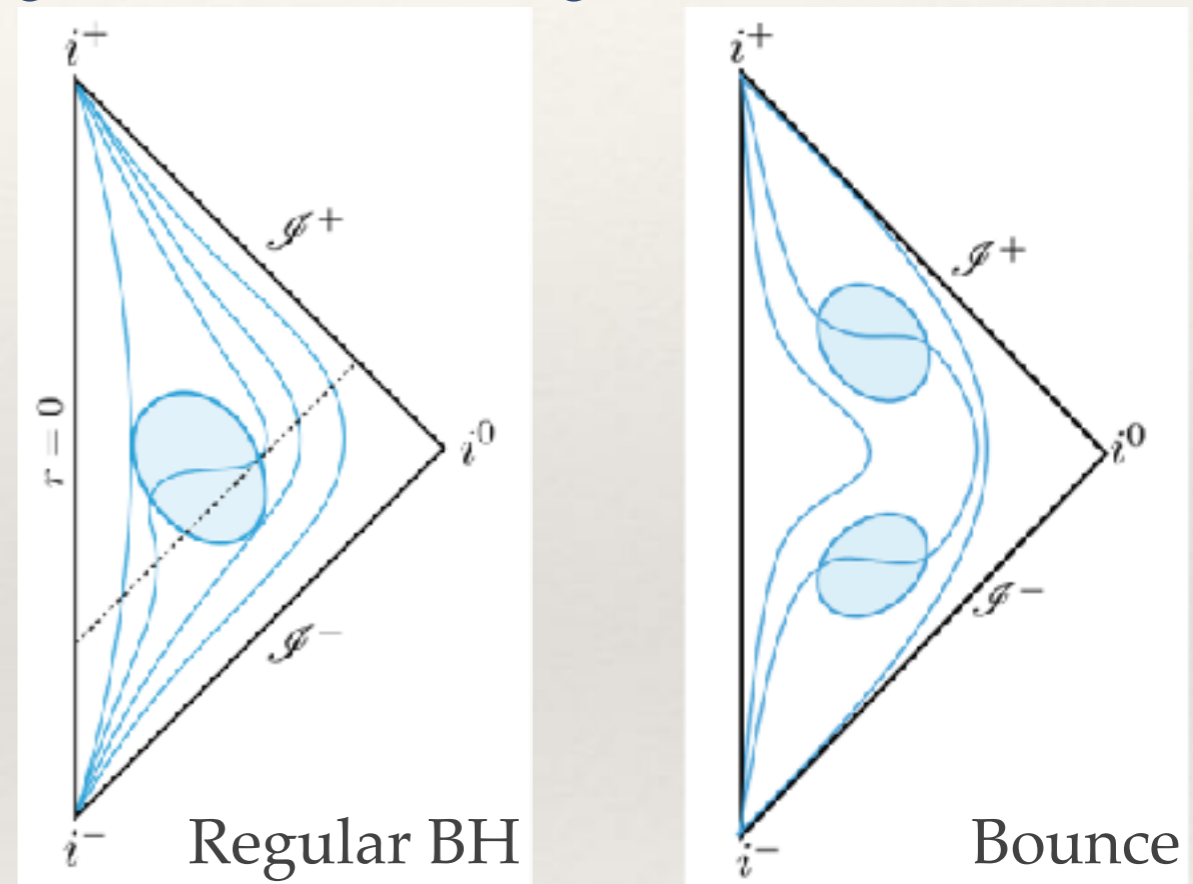 i⁺
i⁺
𝓘⁺
𝓘⁺
r = 0
i⁰
i⁰
𝓘⁻
𝓘⁻
i⁻
Regular BH
i⁻
Bounce